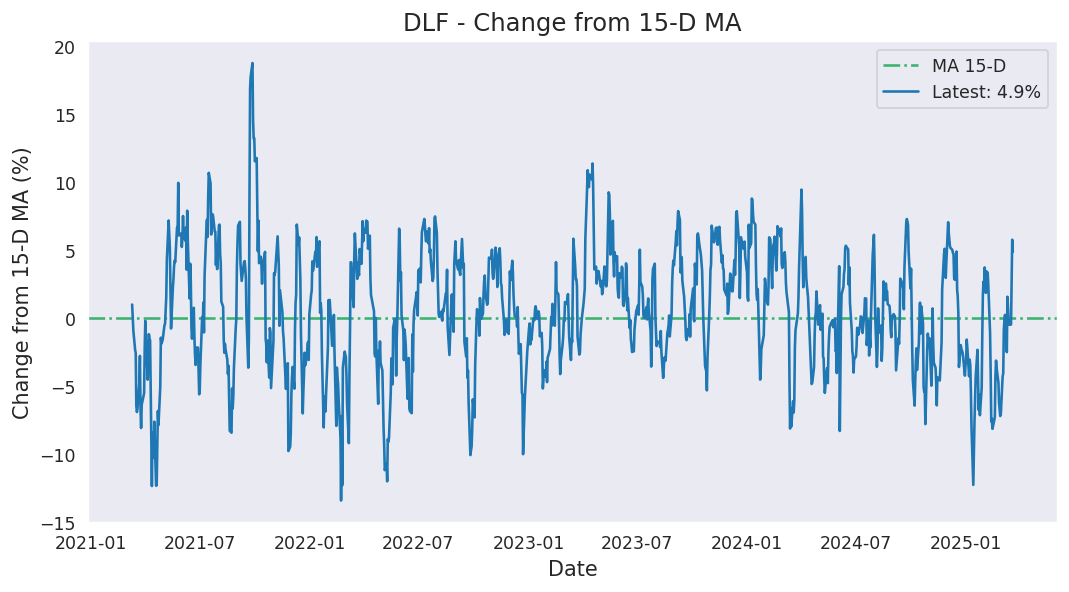 DLF - Change from 15-D MA
MA 15-D
Latest: 4.9%
Change from 15-D MA (%)
20
15
10
5
0
−5
−10
−15
2021-01 2021-07 2022-01 2022-07 2023-01 2023-07 2024-01 2024-07 2025-01
Date